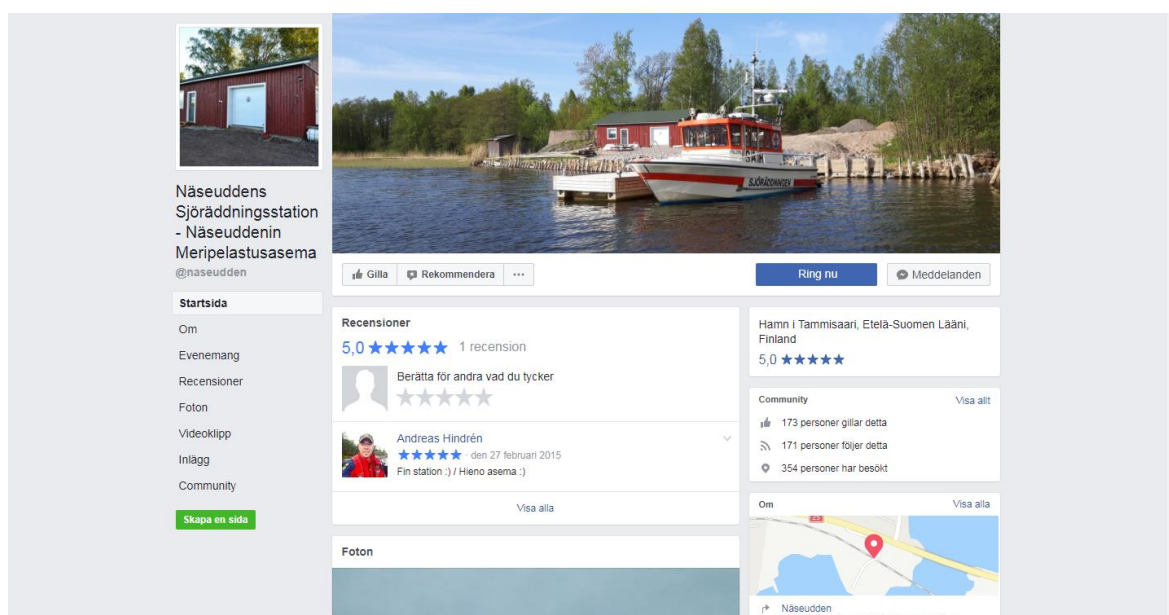 Näseuddens
Sjöräddningsstation
- Näseuddenin
Meripelastusasema
@naseudden
Startsida
Om
Evenemang
Recensioner
Foton
Videoklipp
Inlägg
Community
Skapa en sida
SJÖRÄDDNINGEN
Gilla
Rekommendera
Ring nu
Meddelanden
Recensioner
5,0 ★★★★★ 1 recension
Berätta för andra vad du tycker
Andreas Hindrén
★★★★★ · den 27 februari 2015
Fin station :) / Hieno asema :)
Visa alla
Foton
Hamn i Tammisaari, Etelä-Suomen Lääni,
Finland
5,0 ★★★★★
Community Visa allt
173 personer gillar detta
171 personer följer detta
354 personer har besökt
Om Visa alla
Näseudden